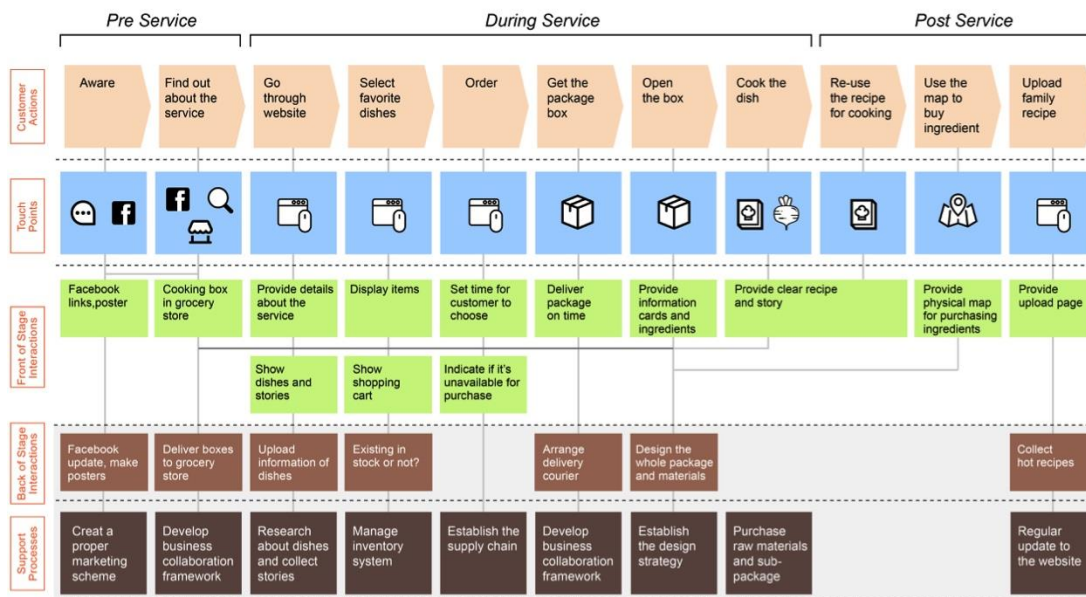 Pre Service
During Service
Post Service
Customer
Actions
Aware
Find out
about the
service
Go
through
website
Select
favorite
dishes
Order
Get the
package
box
Open
the box
Cook the
dish
Re-use
the recipe
for cooking
Use the
map to
buy
ingredient
Upload
family
recipe
Touch
Points
Front of Stage
Interactions
Facebook
links,poster
Cooking box
in grocery
store
Provide details
about the
service
Display items
Set time for
customer to
choose
Deliver
package
on time
Provide
information
cards and
ingredients
Provide clear recipe
and story
Provide
physical map
for purchasing
ingredients
Provide
upload page
Show
dishes and
stories
Show
shopping
cart
Indicate if it's
unavailable for
purchase
Back of Stage
Interactions
Facebook
update, make
posters
Deliver boxes
to grocery
store
Upload
information of
dishes
Existing in
stock or not?
Arrange
delivery
courier
Design the
whole package
and materials
Collect
hot recipes
Support
Processes
Creat a
proper
marketing
scheme
Develop
business
collaboration
framework
Research
about dishes
and collect
stories
Manage
inventory
system
Establish the
supply chain
Develop
business
collaboration
framework
Establish
the design
strategy
Purchase
raw materials
and sub-
package
Regular
update to
the website